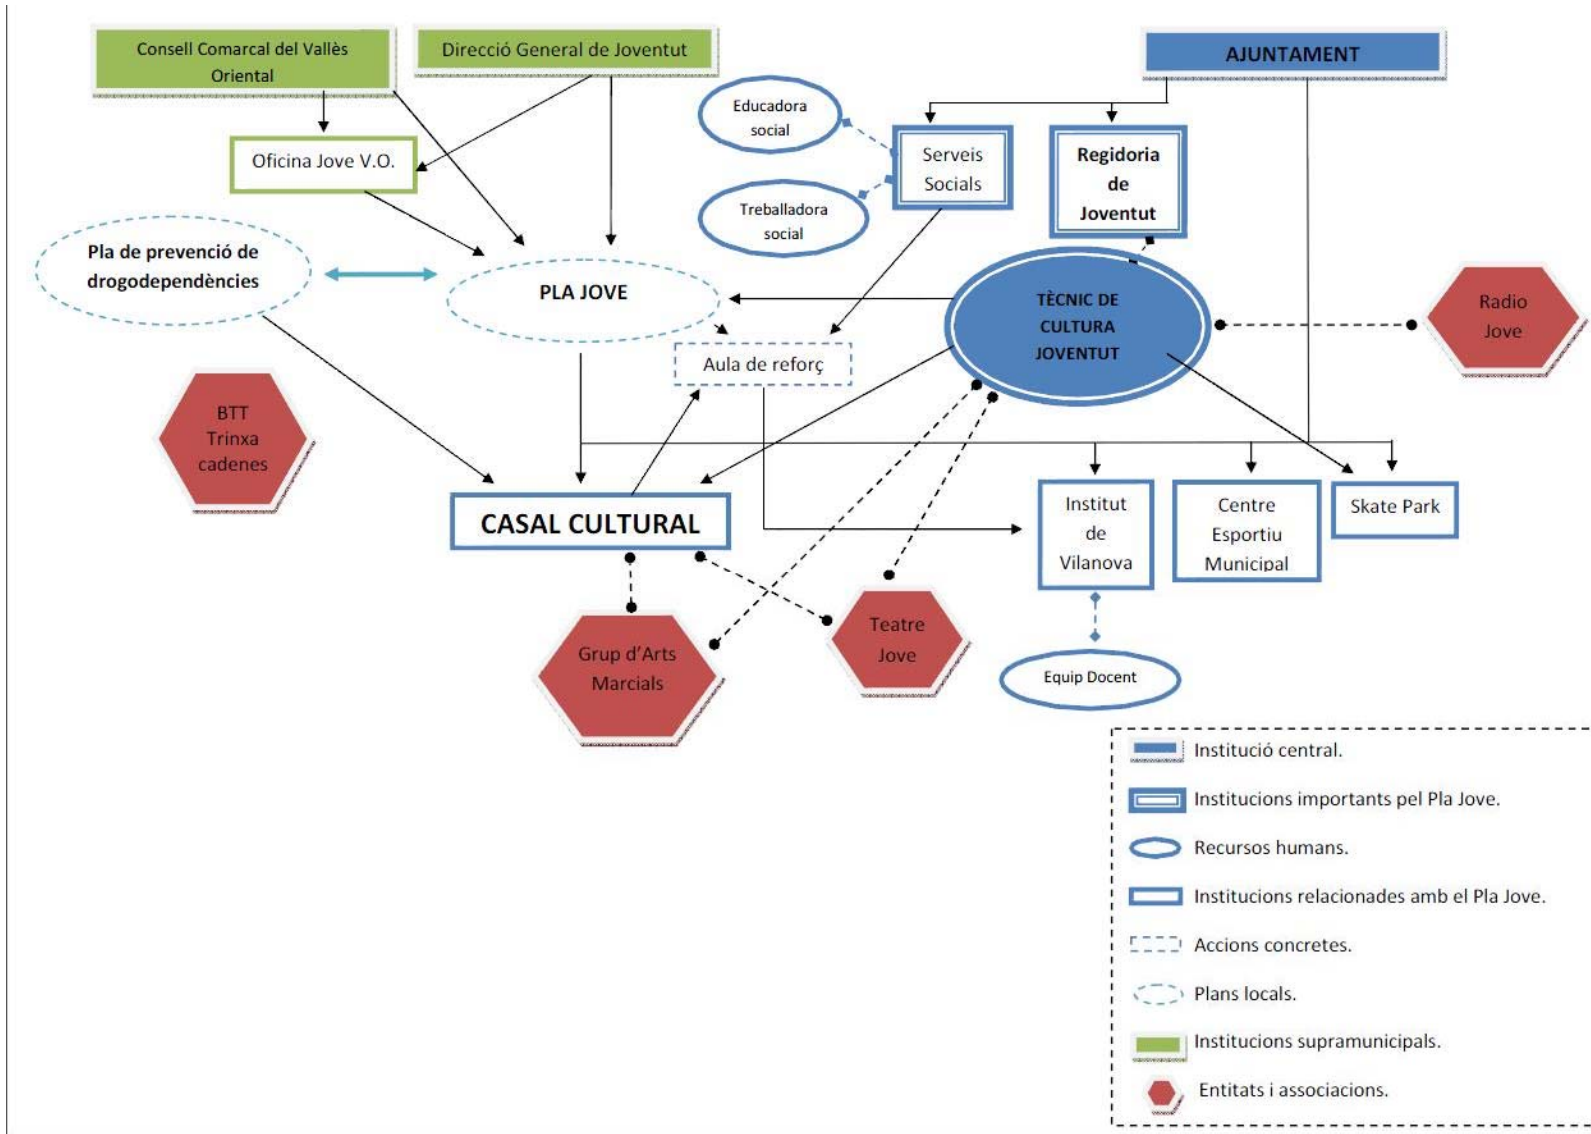 Consell Comarcal del Vallès
Oriental
Direcció General de Joventut
AJUNTAMENT
Educadora
social
Oficina Jove V.O.
Serveis
Socials
Regidoria
de
Joventut
Treballadora
social
Pla de prevenció de
drogodependències
PLA JOVE
TÈCNIC DE
CULTURA
JOVENTUT
Radio
Jove
Aula de reforç
BTT
Trinxa
cadenes
CASAL CULTURAL
Institut
de
Vilanova
Centre
Esportiu
Municipal
Skate Park
Grup d’Arts
Marcials
Teatre
Jove
Equip Docent
Institució central.
Institucions importants pel Pla Jove.
Recursos humans.
Institucions relacionades amb el Pla Jove.
Accions concretes.
Plans locals.
Institucions supramunicipals.
Entitats i associacions.